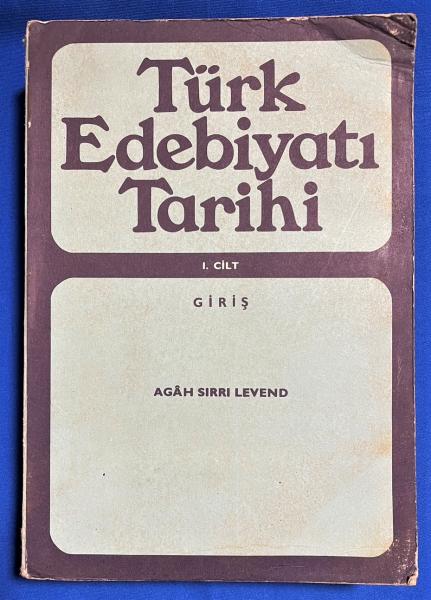 Türk
Edebiyatı
Tarihi
I. CİLT
GİRİŞ
AGÂH SIRRI LEVEND